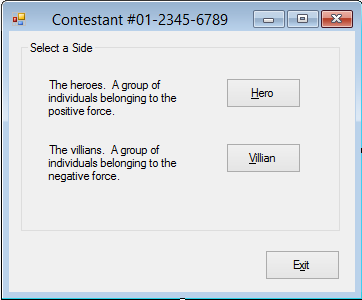 Contestant #01-2345-6789
Select a Side
The heroes.  A group of
individuals belonging to the
positive force.
Hero
The villians.  A group of
individuals belonging to the
negative force.
Villian
Exit